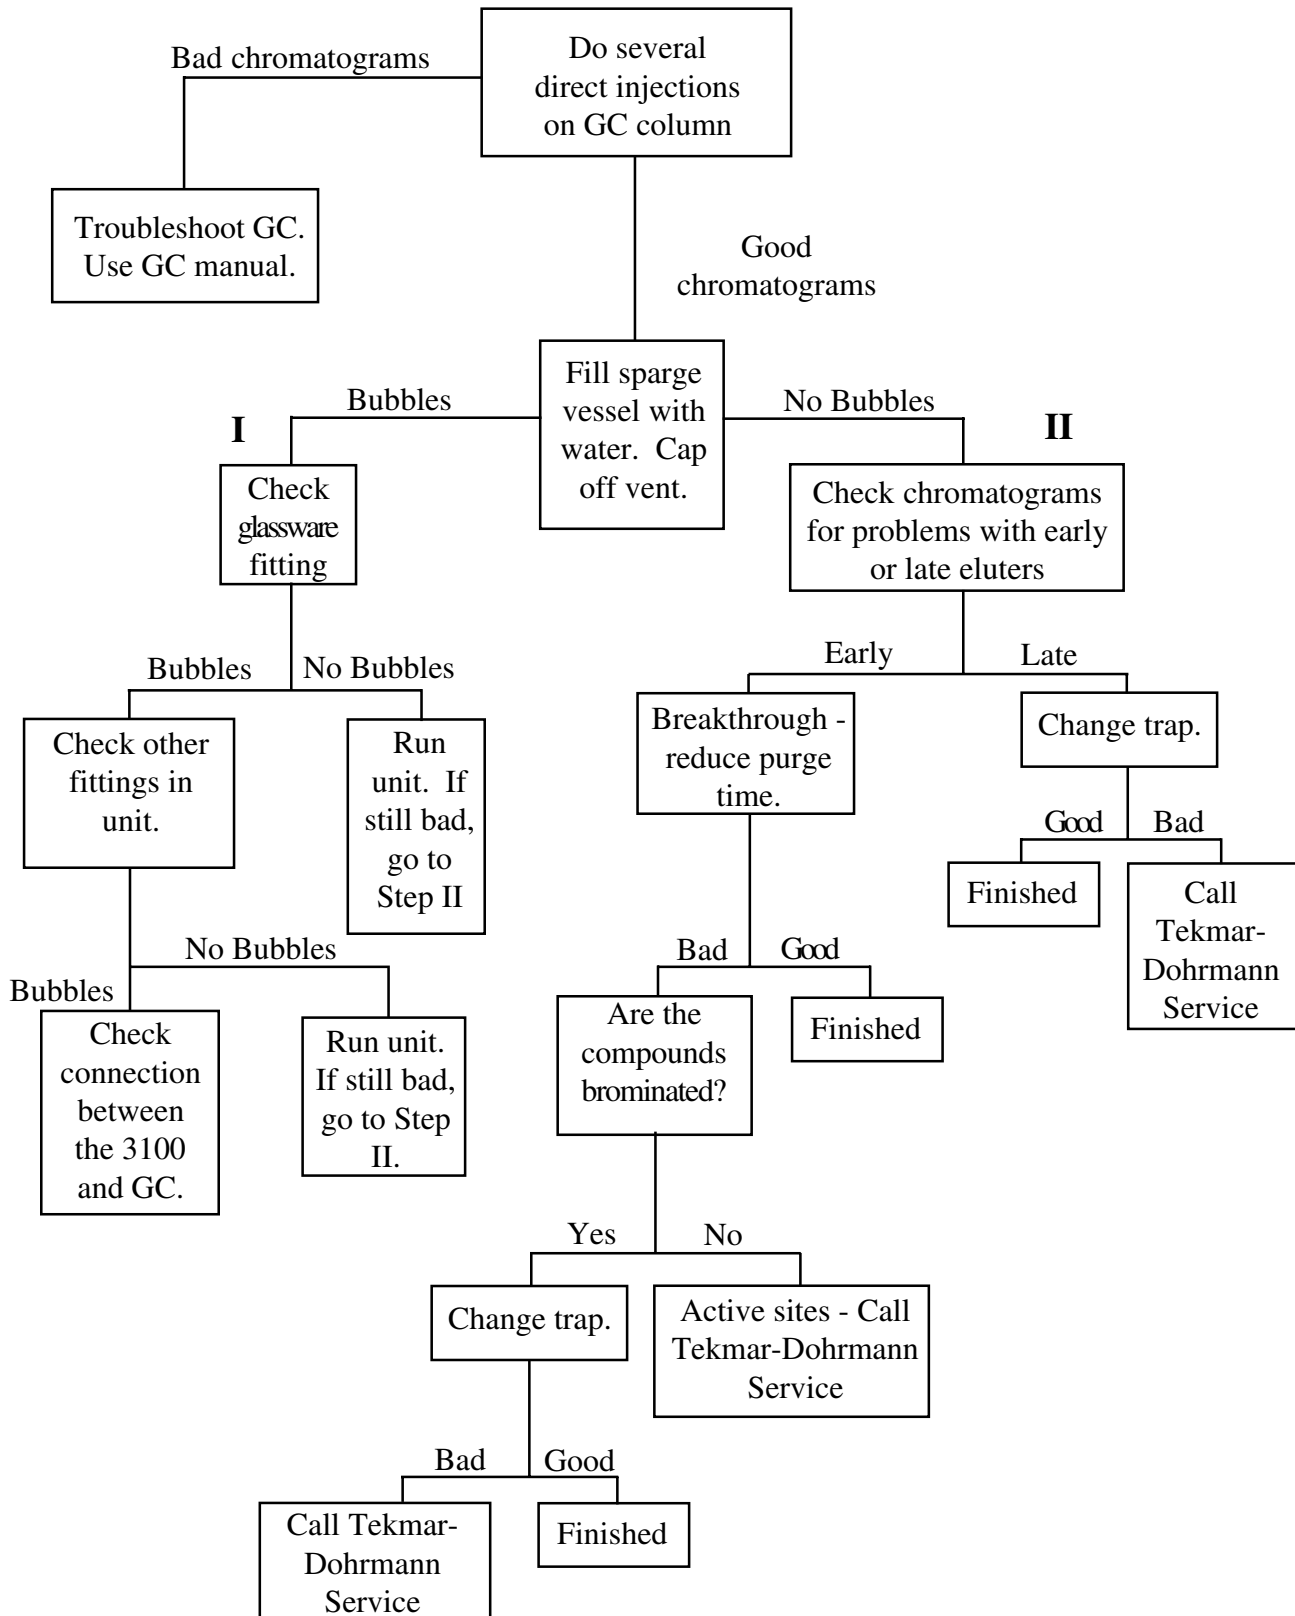 Bad chromatograms
Do several
direct injections
on GC column
Troubleshoot GC.
Use GC manual.
Good
chromatograms
Bubbles
Fill sparge
vessel with
water. Cap
off vent.
No Bubbles
I
II
Check
glassware
fitting
Check chromatograms
for problems with early
or late eluters
Bubbles
No Bubbles
Early
Late
Check other
fittings in
unit.
Run
unit. If
still bad,
go to
Step II
Breakthrough -
reduce purge
time.
Change trap.
Good
Bad
Finished
Call
Tekmar-
Dohrmann
Service
No Bubbles
Bubbles
Bad
Good
Check
connection
between
the 3100
and GC.
Run unit.
If still bad,
go to Step
II.
Are the
compounds
brominated?
Finished
Yes
No
Change trap.
Active sites - Call
Tekmar-Dohrmann
Service
Bad
Good
Call Tekmar-
Dohrmann
Service
Finished